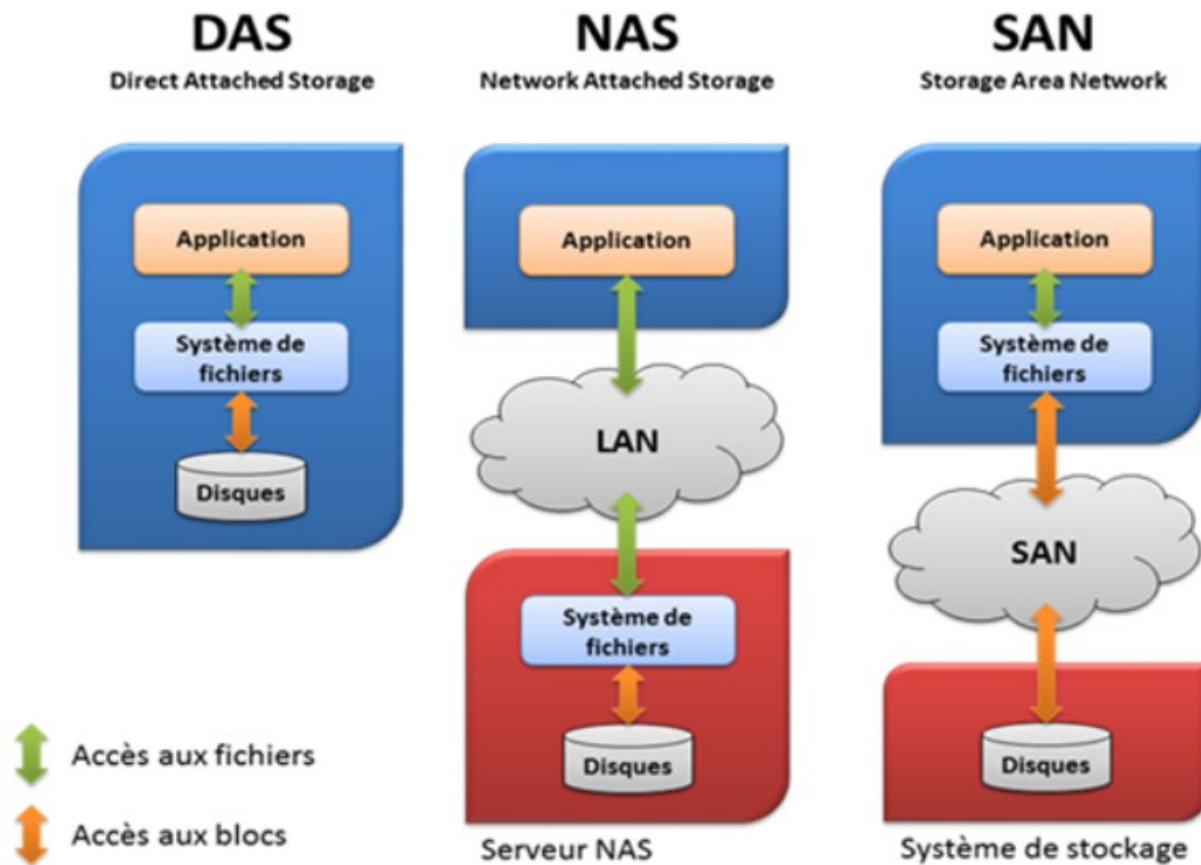 DAS
Direct Attached Storage
Application
Système de
fichiers
Disques
NAS
Network Attached Storage
Application
LAN
Système de
fichiers
Disques
Serveur NAS
SAN
Storage Area Network
Application
Système de
fichiers
SAN
Disques
Système de stockage
Accès aux fichiers
Accès aux blocs